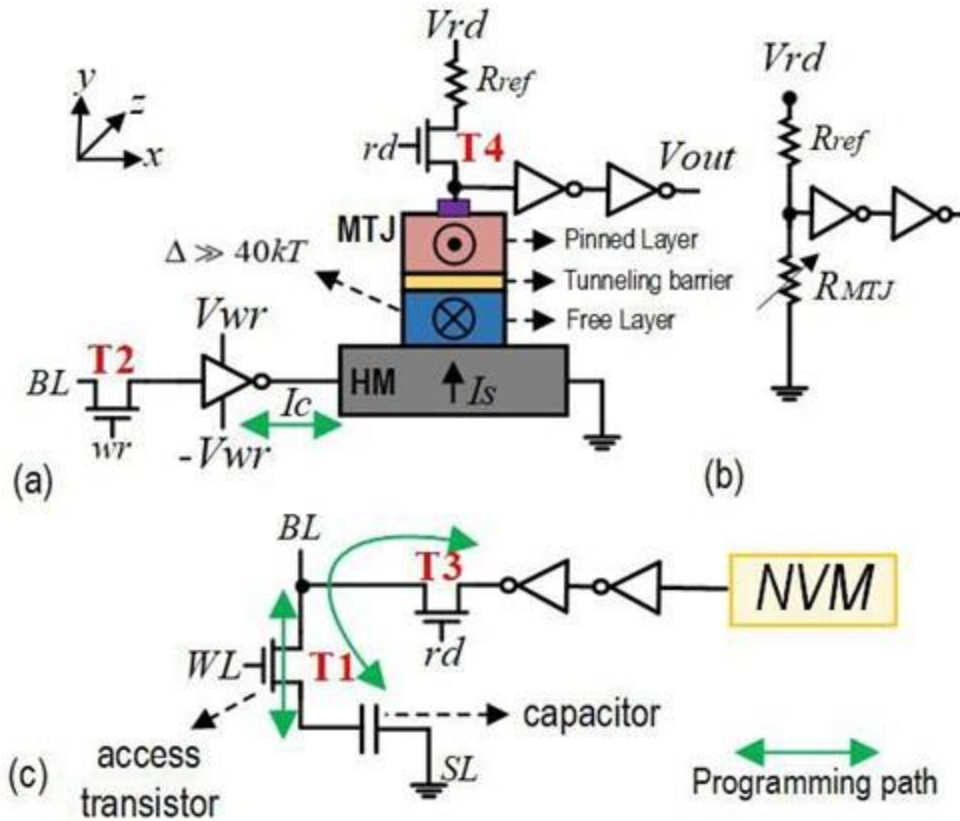 Vrd
Rref
y
z
x
rd
T4
Vout
MTJ
Pinned Layer
Δ ≫ 40kT
Tunneling barrier
Free Layer
Vwr
T2
BL
wr
Ic
-Vwr
HM
Is
(a)
Vrd
Rref
RMTJ
(b)
BL
T3
rd
NVM
WL
T1
capacitor
access
transistor
SL
(c)
Programming path